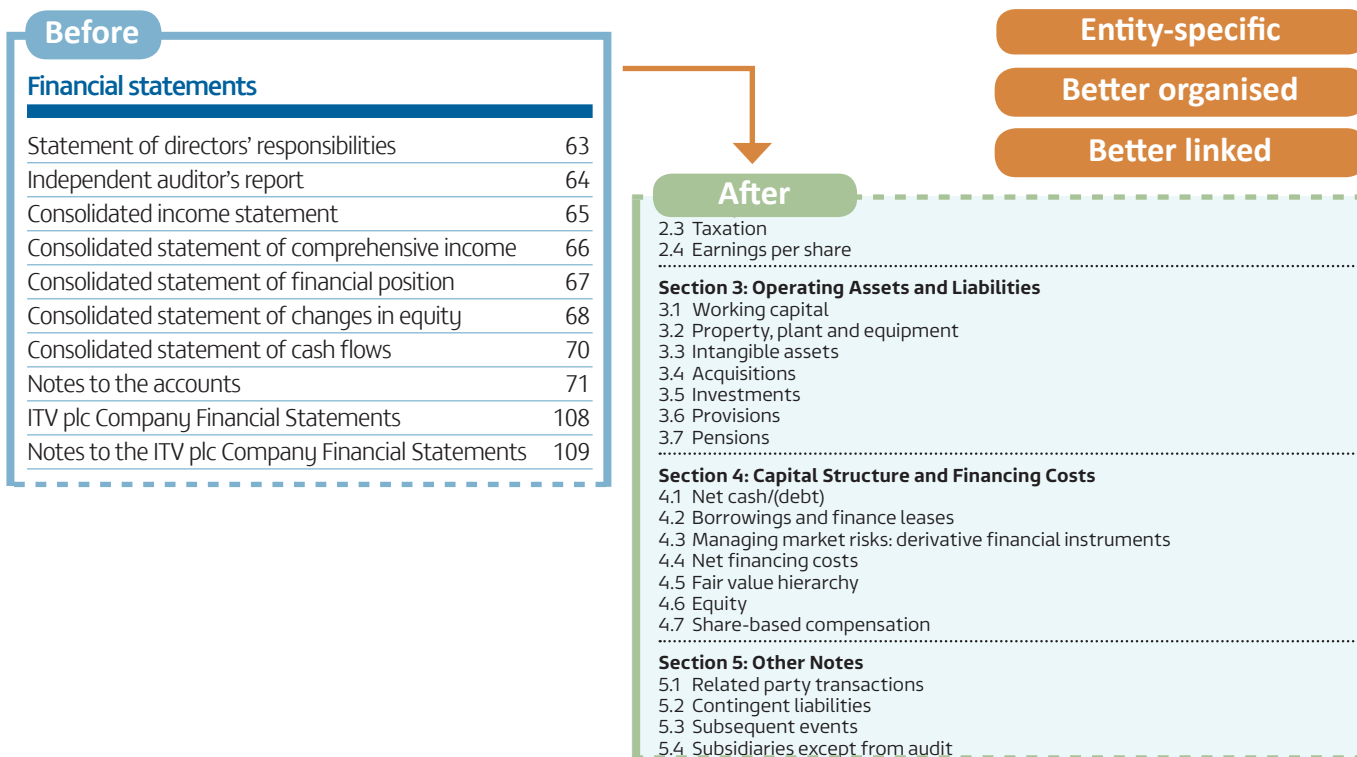 Before
Financial statements
Statement of directors' responsibilities 63
Independent auditor's report 64
Consolidated income statement 65
Consolidated statement of comprehensive income 66
Consolidated statement of financial position 67
Consolidated statement of changes in equity 68
Consolidated statement of cash flows 70
Notes to the accounts 71
ITV plc Company Financial Statements 108
Notes to the ITV plc Company Financial Statements 109
Entity-specific
Better organised
Better linked
After
2.3 Taxation
2.4 Earnings per share
Section 3: Operating Assets and Liabilities
3.1 Working capital
3.2 Property, plant and equipment
3.3 Intangible assets
3.4 Acquisitions
3.5 Investments
3.6 Provisions
3.7 Pensions
Section 4: Capital Structure and Financing Costs
4.1 Net cash/(debt)
4.2 Borrowings and finance leases
4.3 Managing market risks: derivative financial instruments
4.4 Net financing costs
4.5 Fair value hierarchy
4.6 Equity
4.7 Share-based compensation
Section 5: Other Notes
5.1 Related party transactions
5.2 Contingent liabilities
5.3 Subsequent events
5.4 Subsidiaries except from audit